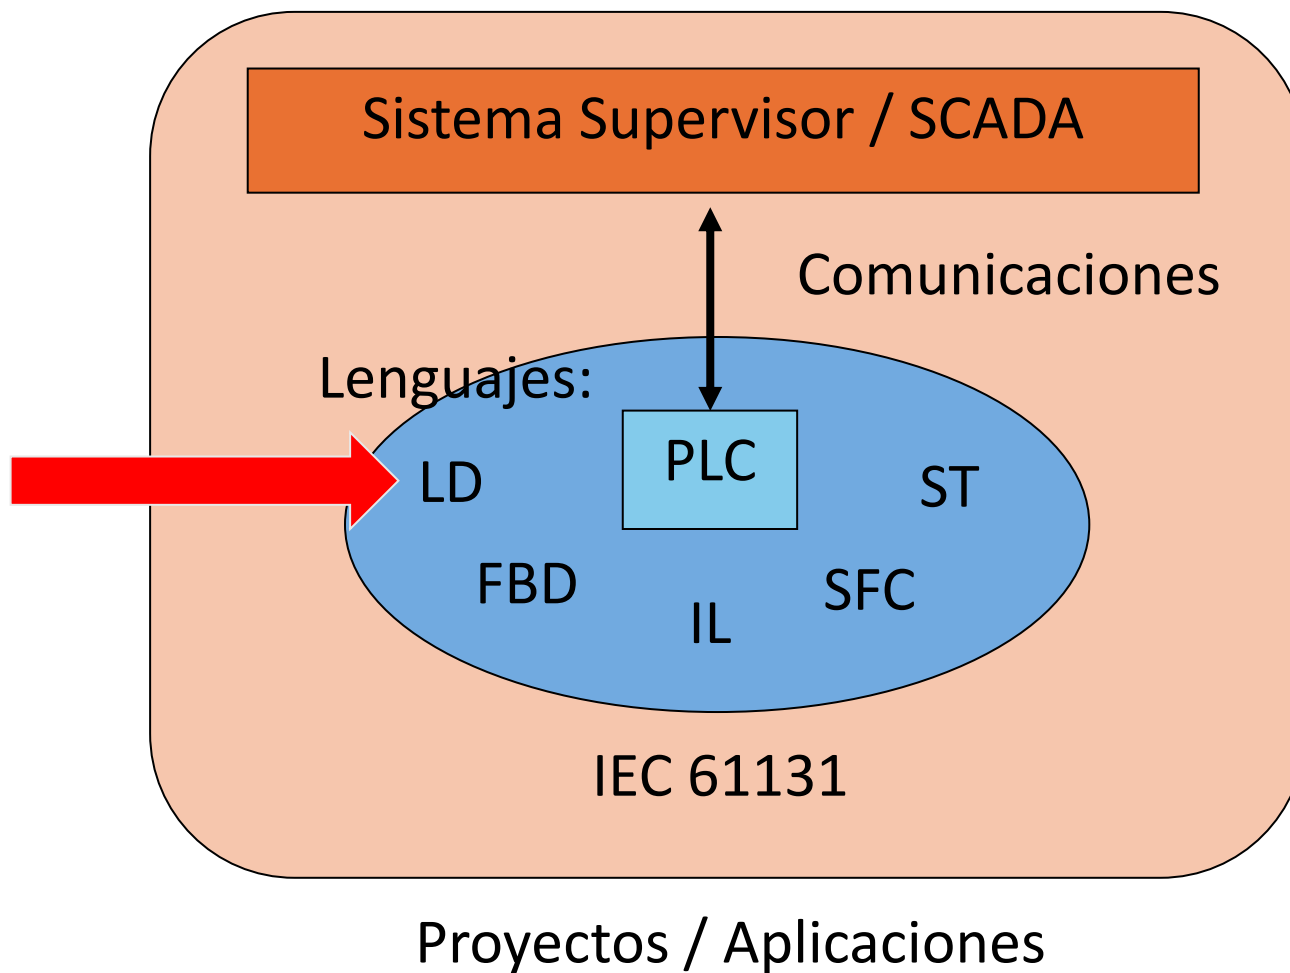 Sistema Supervisor / SCADA
Comunicaciones
Lenguajes:
PLC
LD
ST
FBD
SFC
IL
IEC 61131
Proyectos / Aplicaciones